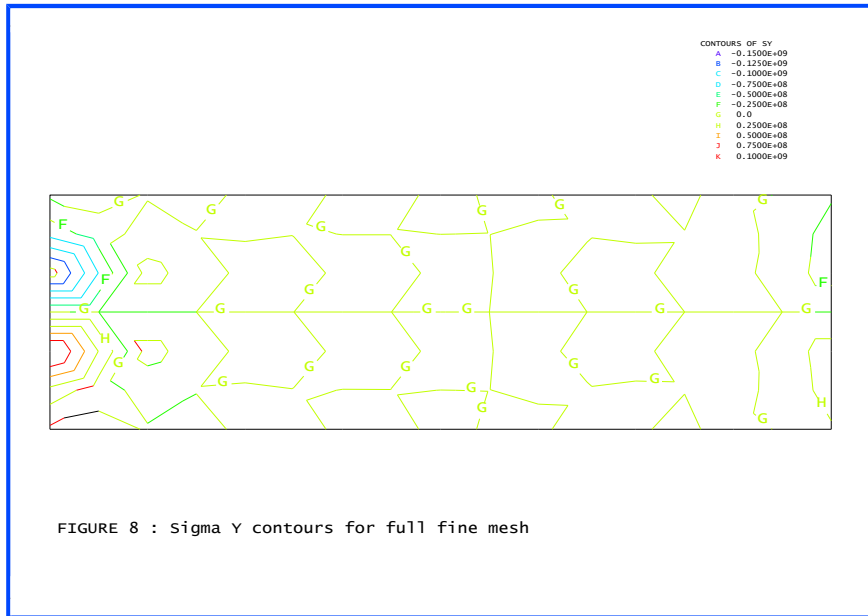 CONTOURS OF SY
A -0.1500E+09
B -0.1250E+09
C -0.1000E+09
D -0.7500E+08
E -0.5000E+08
F -0.2500E+08
G 0.0
H 0.2500E+08
I 0.5000E+08
J 0.7500E+08
K 0.1000E+09
G G G G G
F G
G G
F G G F
G G G G G G
H
G G G
G G G
G H
G G
FIGURE 8 : Sigma Y contours for full fine mesh